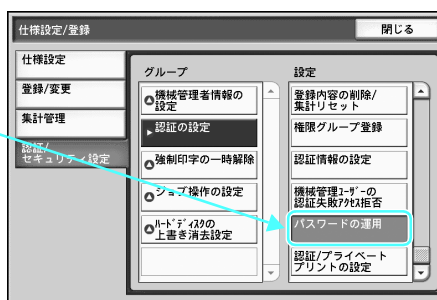 仕様設定/登録
閉じる
仕様設定
登録/変更
集計管理
認証/
セキュリティ設定
グループ
機械管理者情報の
設定
認証の設定
強制印字の一時解除
ジョブ操作の設定
ﾊｰﾄﾞﾃﾞｨｽｸの
上書き消去設定
設定
登録内容の削除/
集計リセット
権限グループ登録
認証情報の設定
機械管理ﾕｰｻﾞｰの
認証失敗ｱｸｾｽ拒否
パスワードの運用
認証/プライベート
プリントの設定